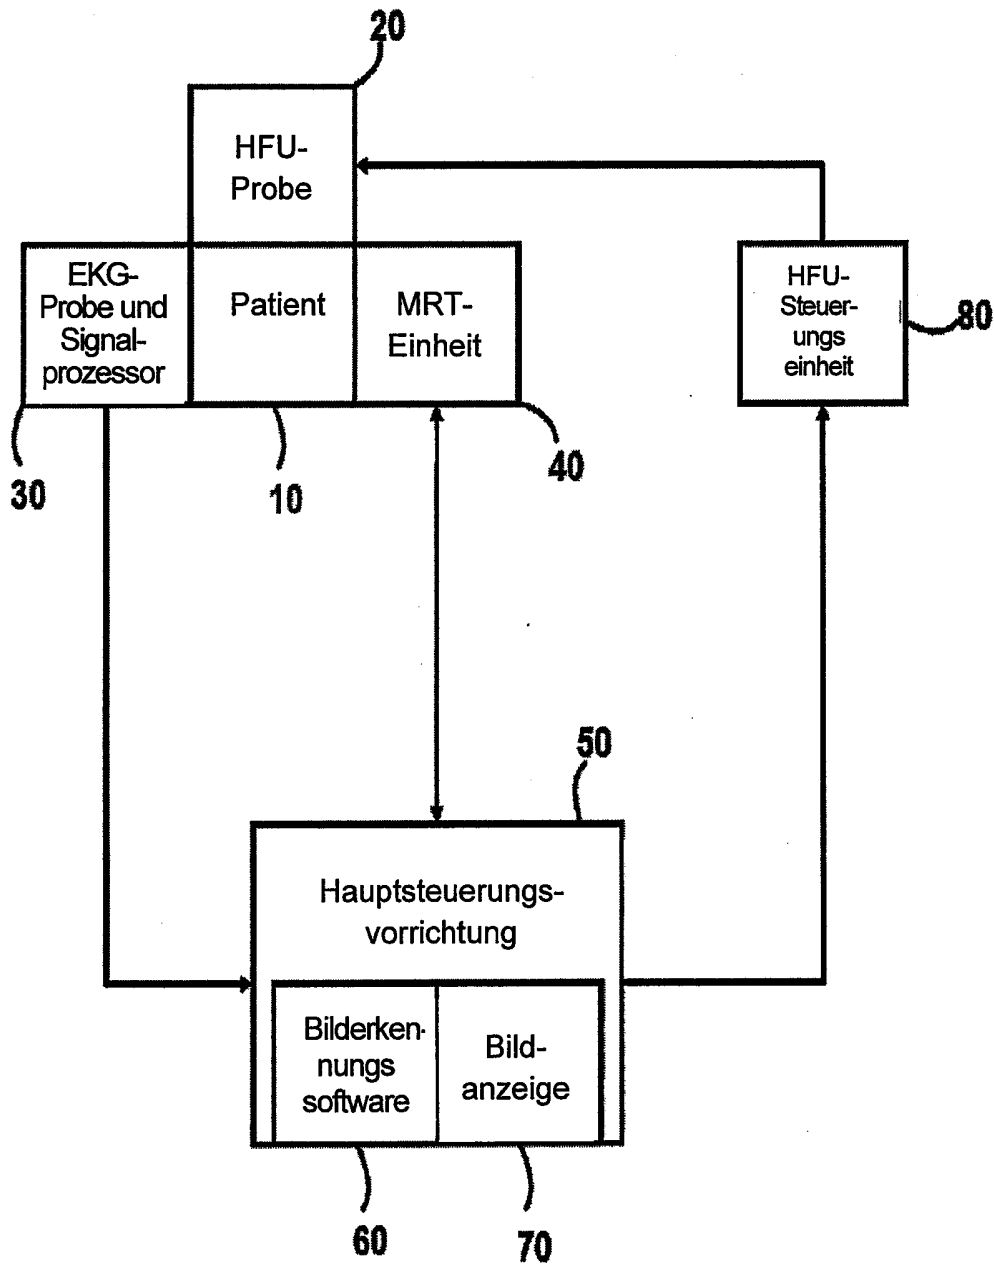 20
HFU-
Probe
EKG-
Probe und
Signal-
prozessor
Patient
MRT-
Einheit
HFU-
Steuer-
ungs
einheit
80
30
10
40
50
Hauptsteuerungs-
vorrichtung
Bilderken-
nungs
software
Bild-
anzeige
60
70